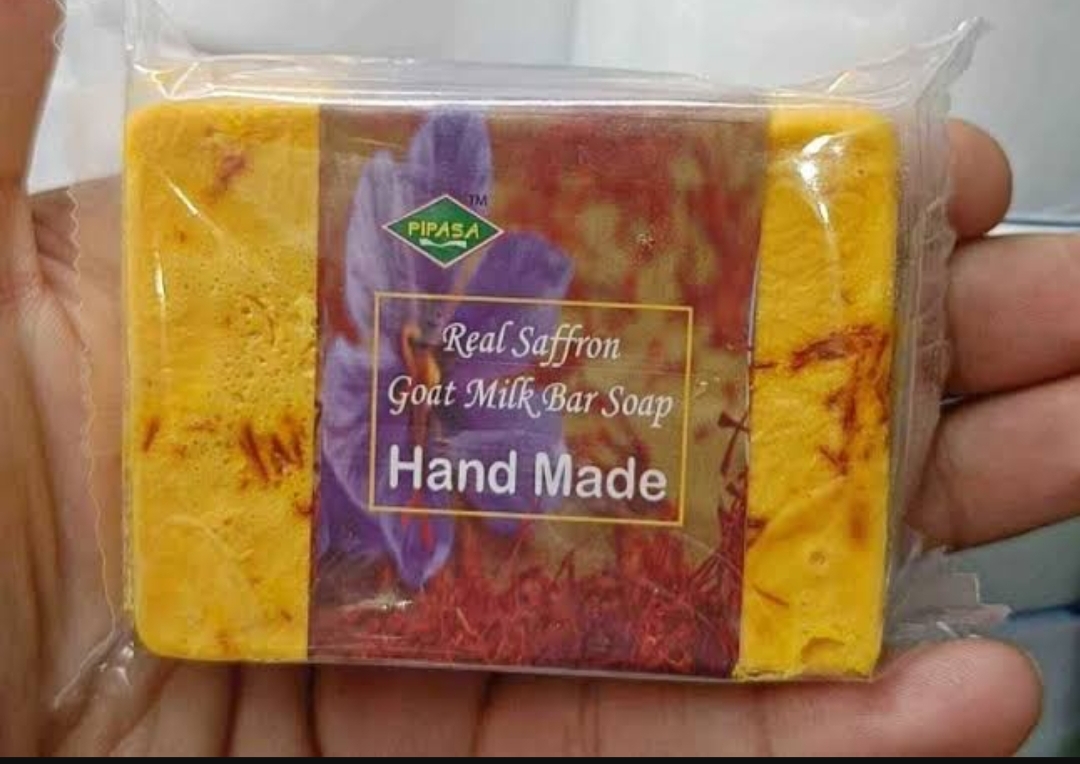 PIPASA
TM
Real Saffron
Goat Milk Bar Soap
Hand Made